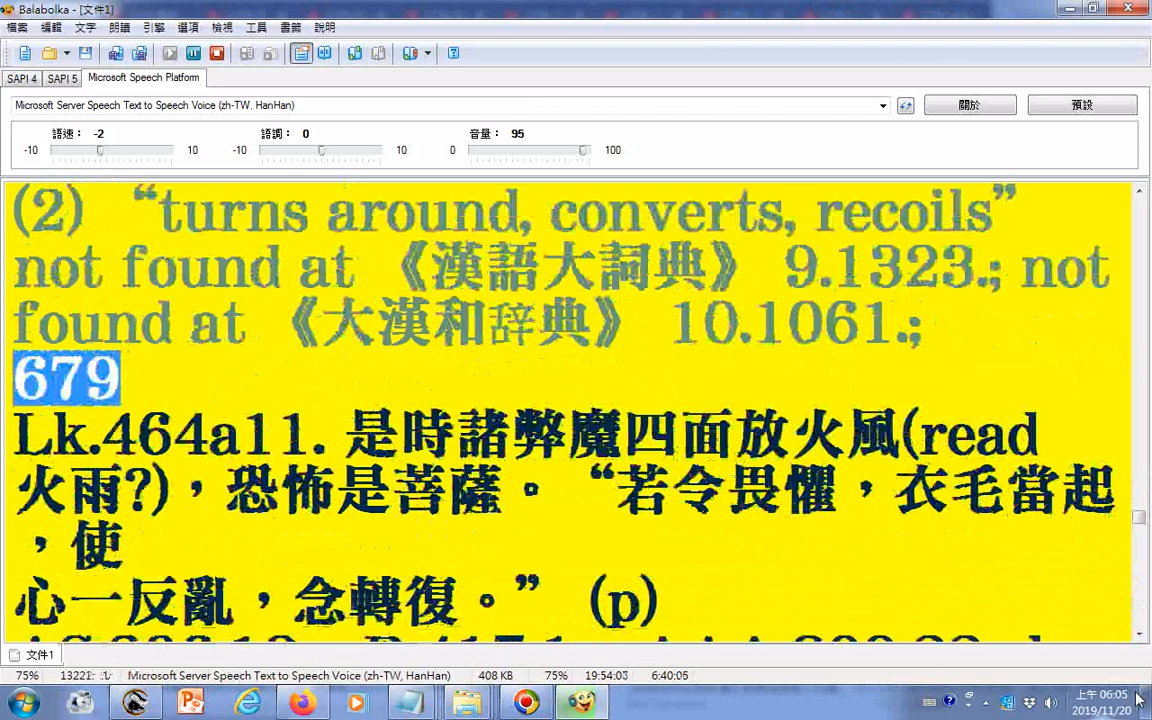 Balabolka - [文件1]
檔案 編輯 文字 朗讀 引擎 選項 檢視 工具 書籤 說明
SAPI 4 SAPI 5 Microsoft Speech Platform
Microsoft Server Speech Text to Speech Voice (zh-TW, HanHan) 關於 預設
語速： -2 語調： 0 音量： 95
-10 10 -10 10 0 100
(2) “turns around, converts, recoils”
not found at 《漢語大詞典》 9.1323.; not
found at 《大漢和辞典》 10.1061.;
679
Lk.464a11. 是時諸弊魔四面放火風(read
火雨?)，恐怖是菩薩。“若令畏懼，衣毛當起
，使
心一反亂，念轉復。” (p)
文件1
75% Microsoft Server Speech Text to Speech Voice (zh-TW, HanHan) 408 KB 75% 19:54:03 6:40:05
上午 06:05
2019/11/20